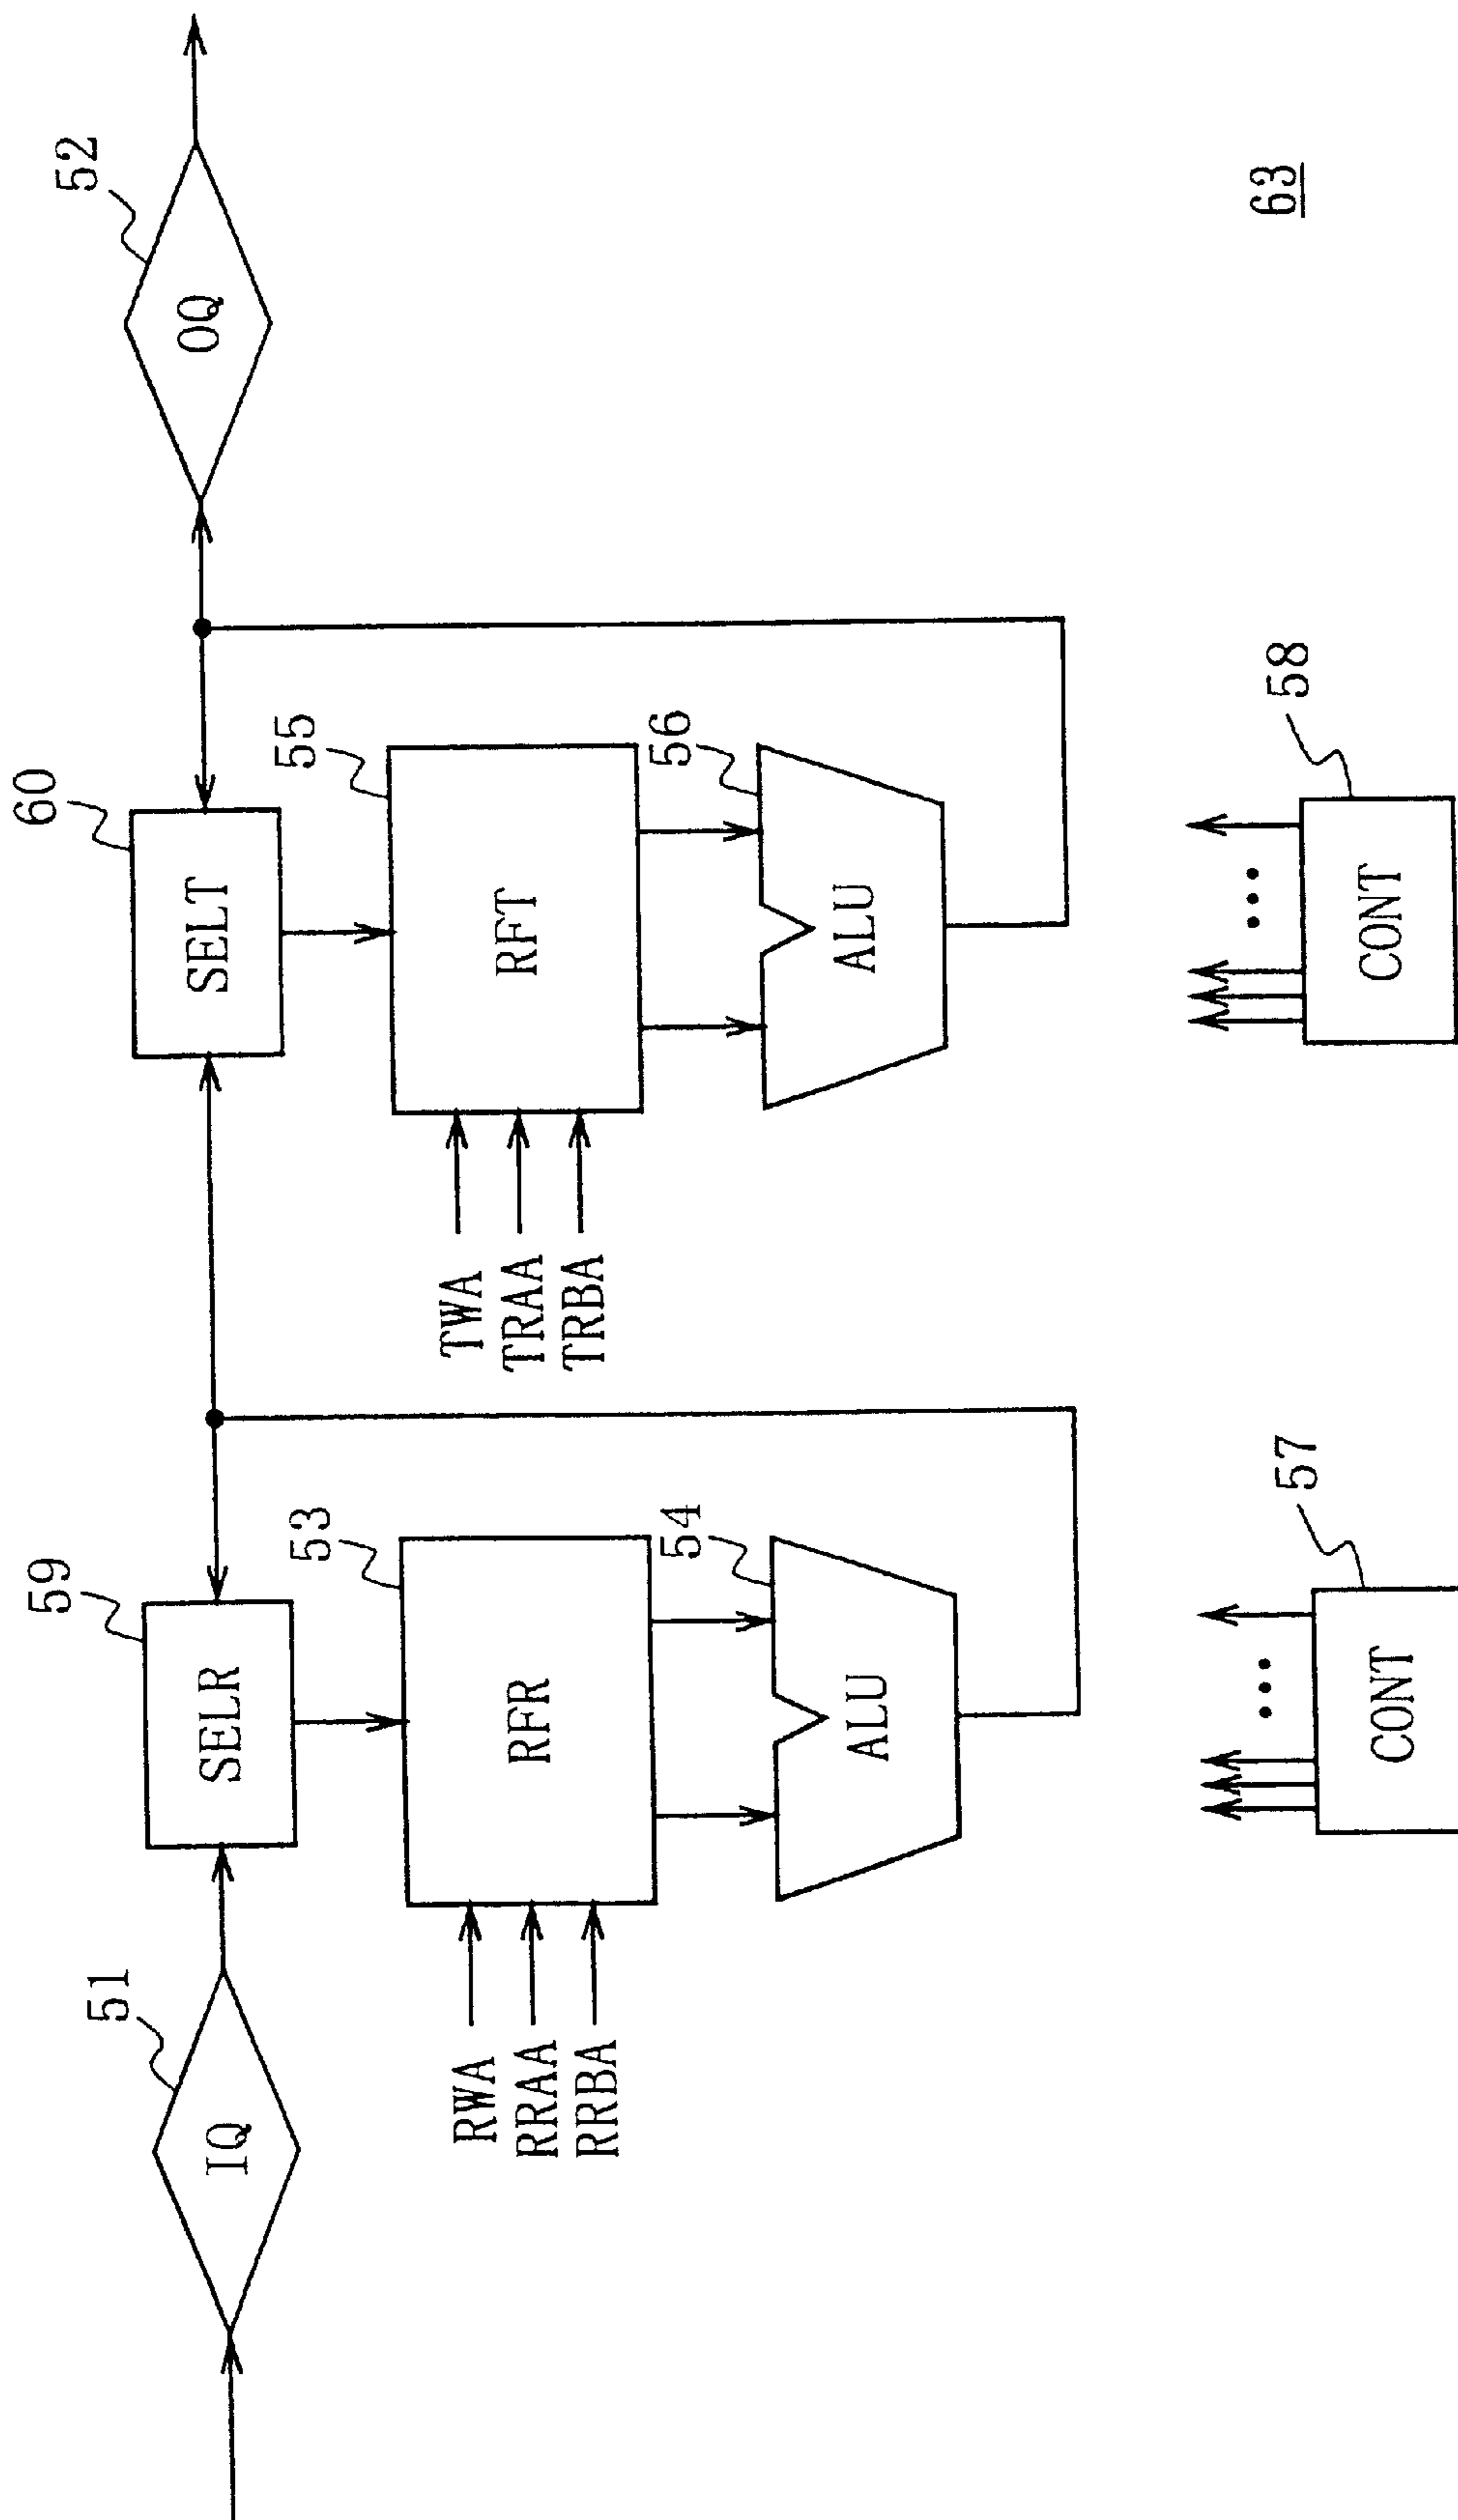 51
IQ
59
SELR
53
RFR
RWA
RRAA
RRBA
54
ALU
57
CONT
60
SELT
55
RFT
TWA
TRAA
TRBA
56
ALU
58
CONT
52
OQ
63